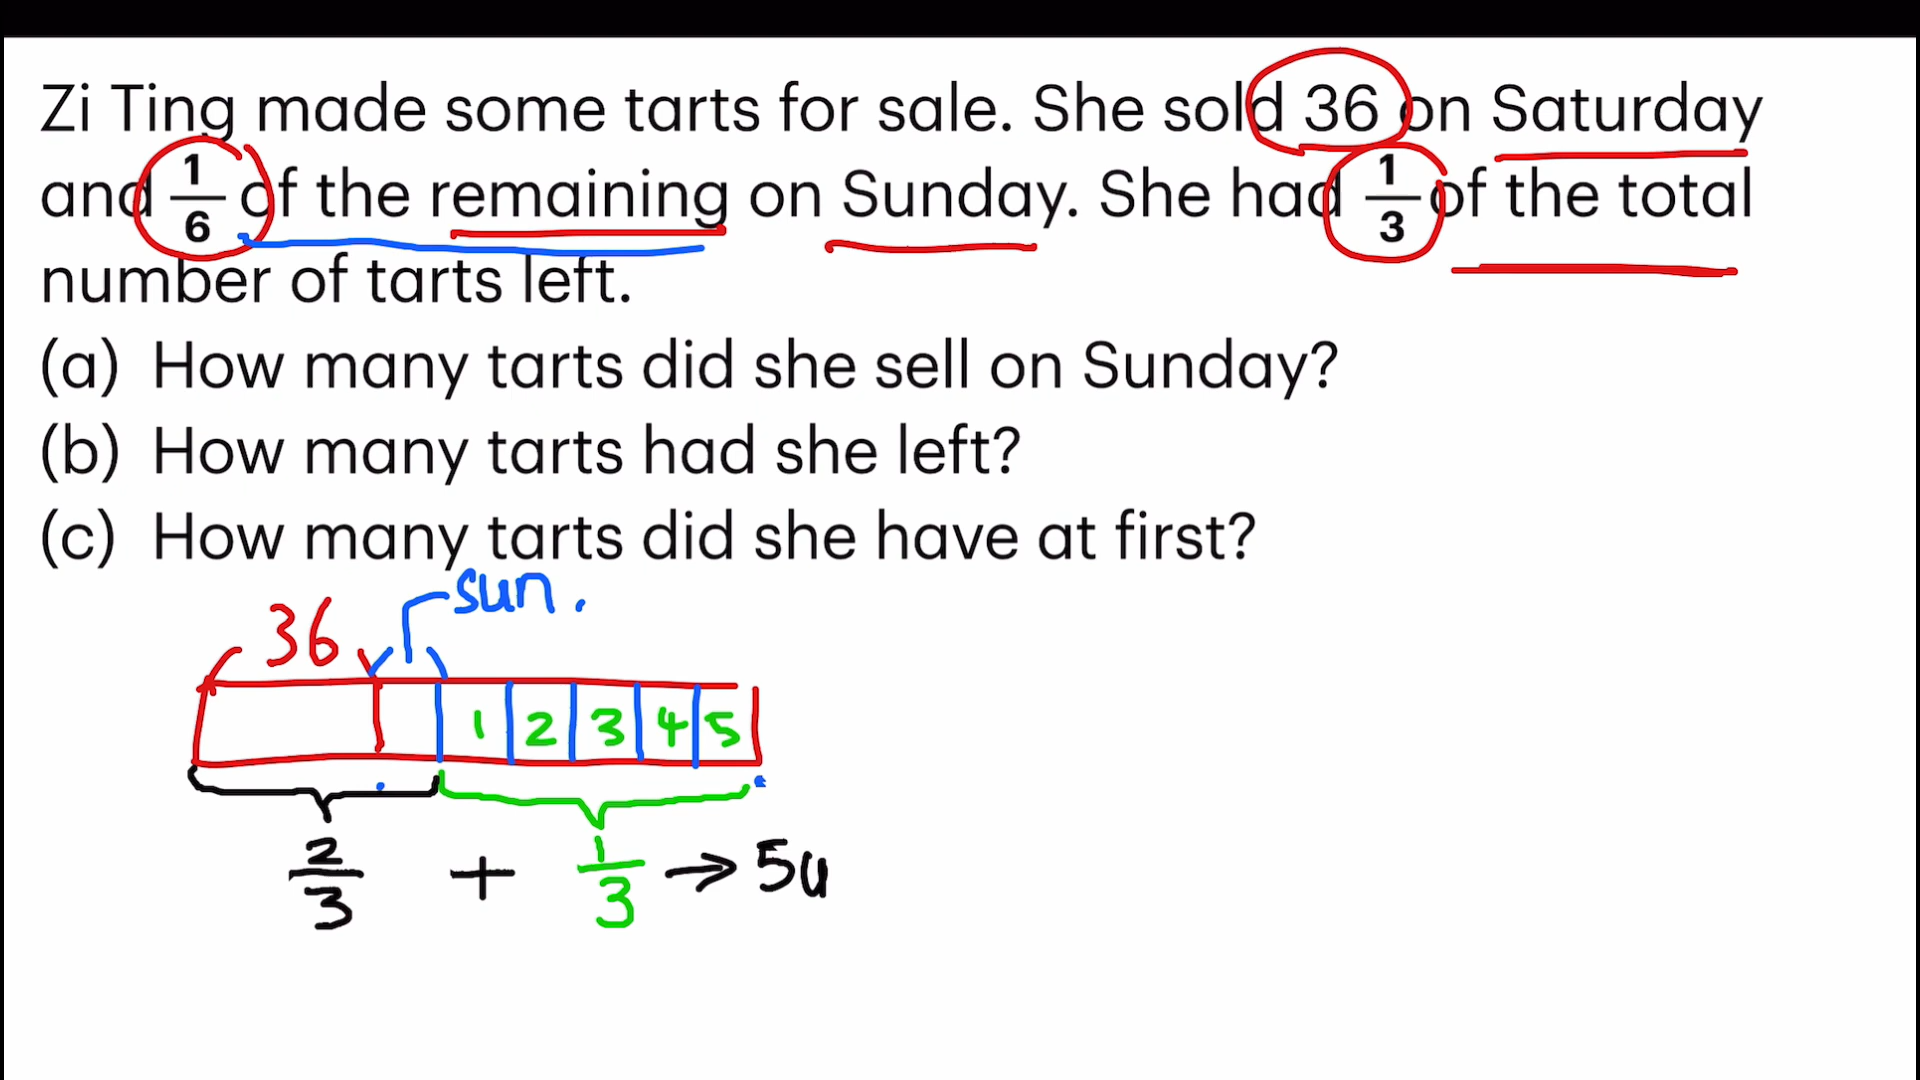 Zi Ting made some tarts for sale. She sold 36 on Saturday
and 1/6 of the remaining on Sunday. She had 1/3 of the total
number of tarts left.
(a) How many tarts did she sell on Sunday?
(b) How many tarts had she left?
(c) How many tarts did she have at first?
sun.
36
1 2 3 4 5
2/3 + 1/3 → 5u